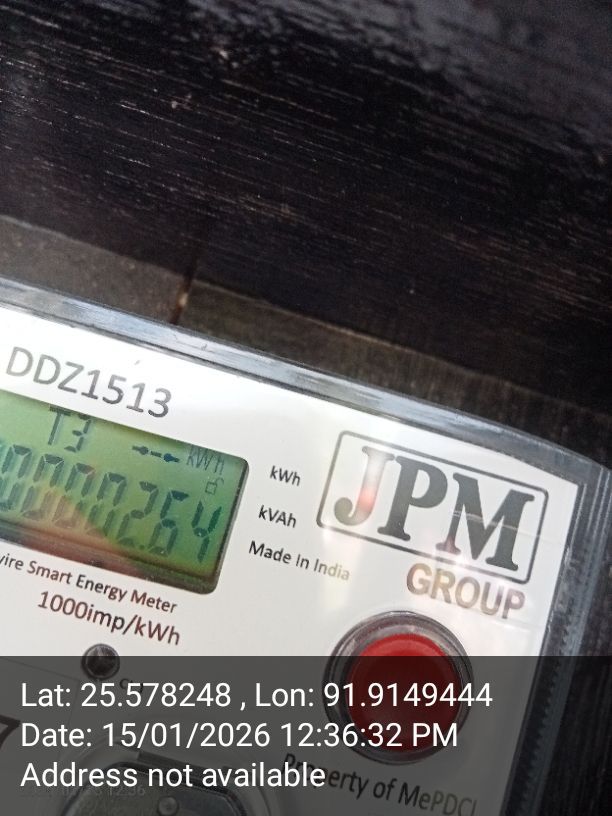 DDZ1513
T3
kWh
kWh
kVAh
Made In India
JPM
GROUP
Smart Energy Meter
1000imp/kWh
Lat: 25.578248 , Lon: 91.9149444
Date: 15/01/2026 12:36:32 PM
Address not available
Property of MePDCL